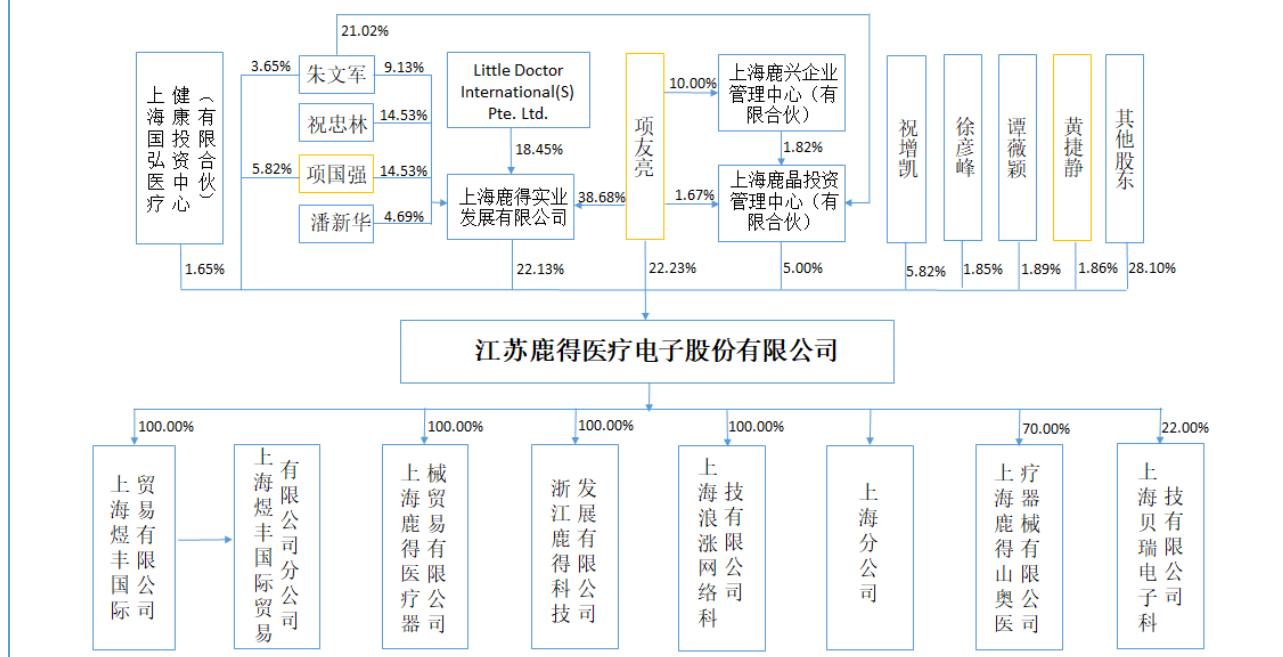 21.02%
上海国弘医疗
健康投资中心
（有限合伙）
3.65%
朱文军
9.13%
祝忠林
14.53%
5.82%
项国强
14.53%
潘新华
4.69%
Little Doctor
International(S)
Pte. Ltd.
18.45%
上海鹿得实业
发展有限公司
38.68%
项友亮
10.00%
上海鹿兴企业
管理中心（有
限合伙）
1.82%
1.67%
上海鹿晶投资
管理中心（有
限合伙）
祝增凯
徐彦峰
谭薇颖
黄捷静
其他股东
1.65%
22.13%
22.23%
5.00%
5.82%
1.85%
1.89%
1.86%
28.10%
江苏鹿得医疗电子股份有限公司
100.00%
100.00%
100.00%
100.00%
70.00%
22.00%
上海煜丰国际
贸易有限公司
上海煜丰国际贸易
有限公司分公司
上海鹿得医疗器
械贸易有限公司
浙江鹿得科技
发展有限公司
上海浪涨网络科
技有限公司
上海分公司
上海鹿得山奥医
疗器械有限公司
上海贝瑞电子科
技有限公司